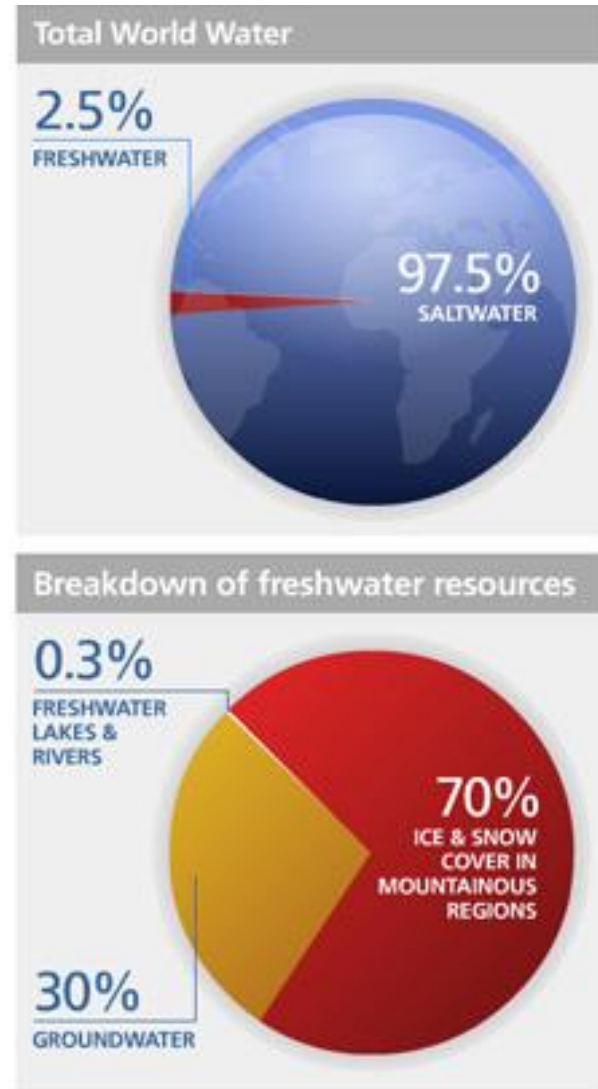 Total World Water
2.5%
FRESHWATER
97.5%
SALTWATER
Breakdown of freshwater resources
0.3%
FRESHWATER
LAKES &
RIVERS
70%
ICE & SNOW
COVER IN
MOUNTAINOUS
REGIONS
30%
GROUNDWATER